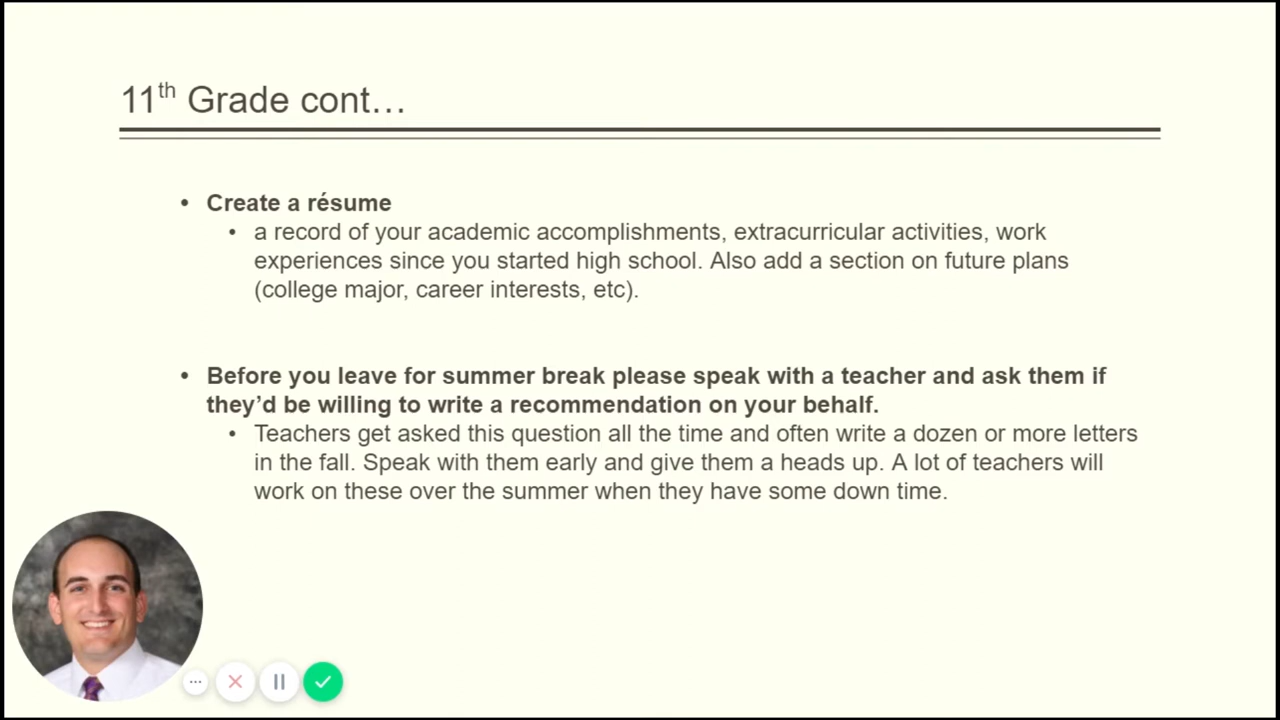 11th Grade cont…
• Create a résume
• a record of your academic accomplishments, extracurricular activities, work
experiences since you started high school. Also add a section on future plans
(college major, career interests, etc).
• Before you leave for summer break please speak with a teacher and ask them if
they’d be willing to write a recommendation on your behalf.
• Teachers get asked this question all the time and often write a dozen or more letters
in the fall. Speak with them early and give them a heads up. A lot of teachers will
work on these over the summer when they have some down time.